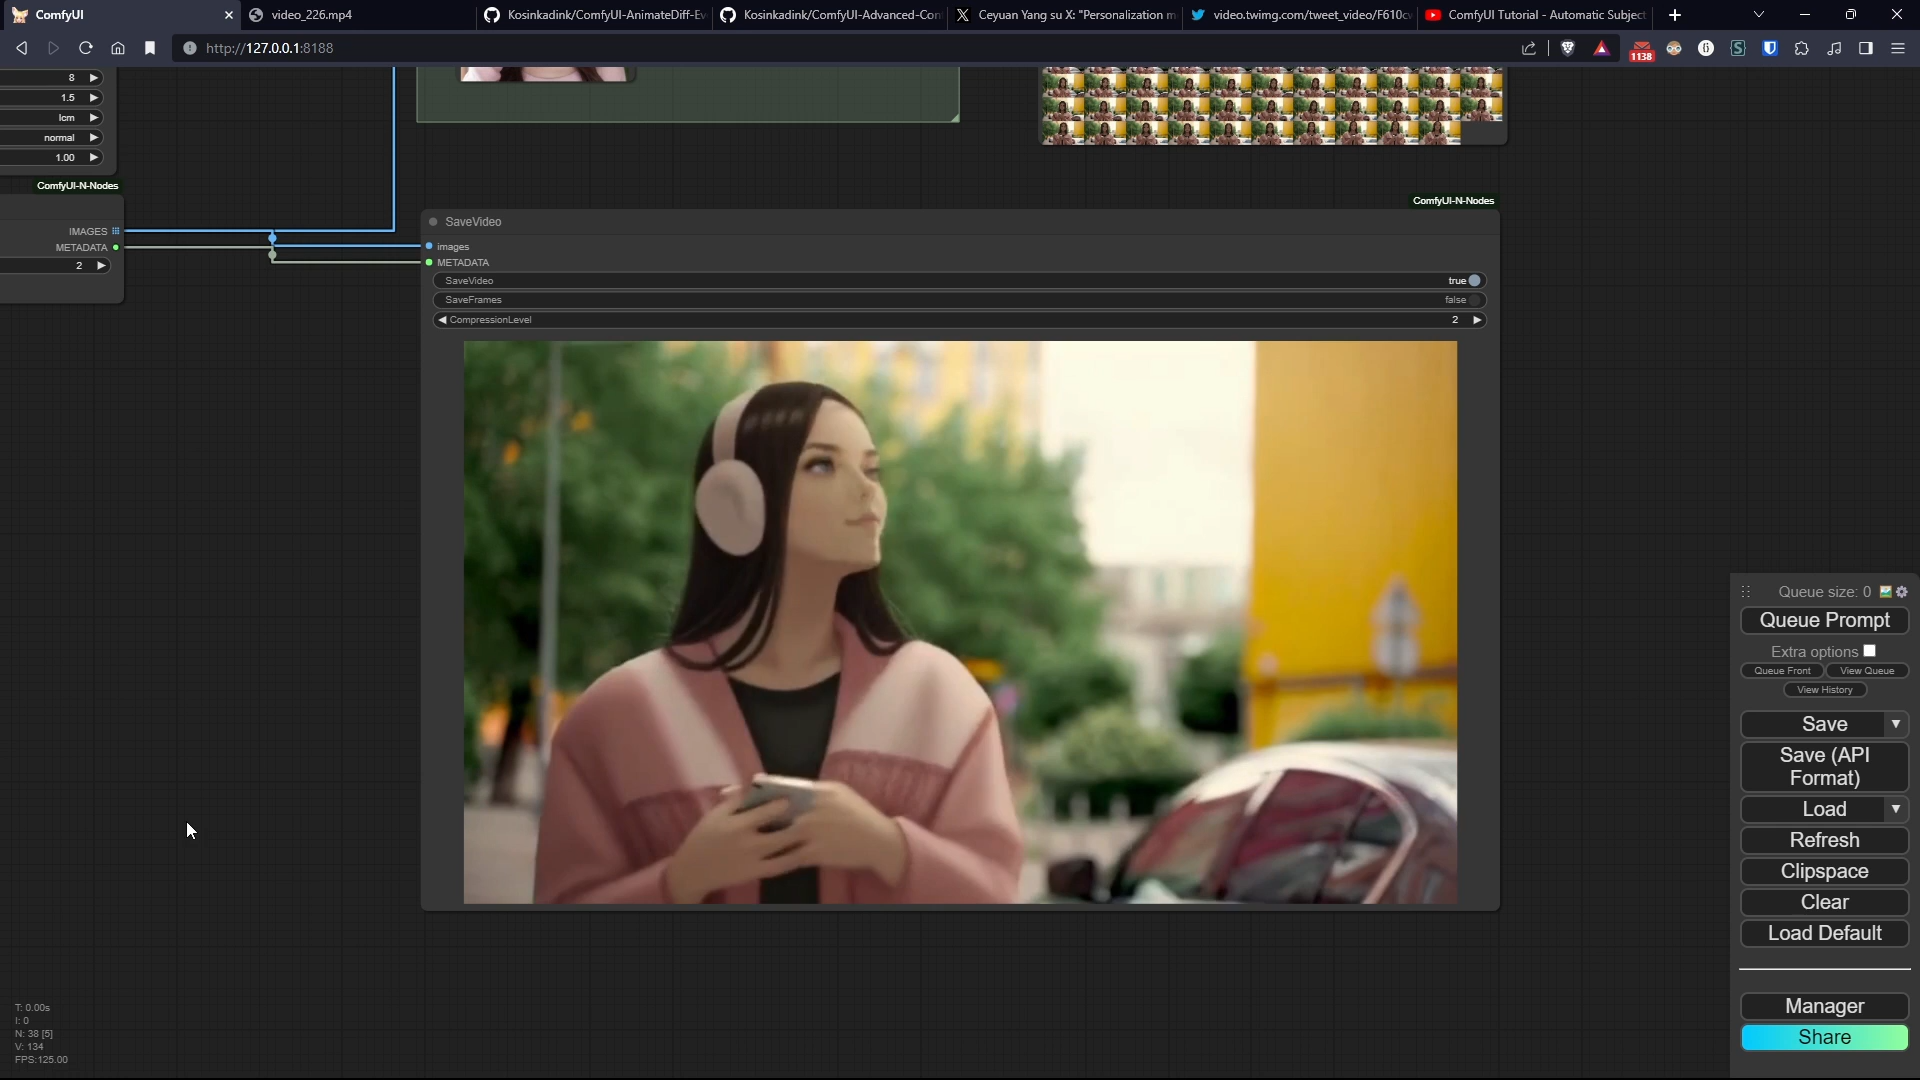 ComfyUI
video_226.mp4
Kosinkadink/ComfyUI-AnimateDiff-Ev
Kosinkadink/ComfyUI-Advanced-Con
Ceyuan Yang su X: "Personalization m
video.twimg.com/tweet_video/F610cv
ComfyUI Tutorial - Automatic Subject
http://127.0.0.1:8188
1138
8
1.5
lcm
normal
1.00
ComfyUI-N-Nodes
IMAGES
METADATA
2
ComfyUI-N-Nodes
SaveVideo
images
METADATA
SaveVideo true
SaveFrames false
CompressionLevel 2
Queue size: 0
Queue Prompt
Extra options
Queue Front View Queue
View History
Save
Save (API
Format)
Load
Refresh
Clipspace
Clear
Load Default
Manager
Share
T: 0.00s
I: 0
N: 38 [5]
V: 134
FPS:125.00